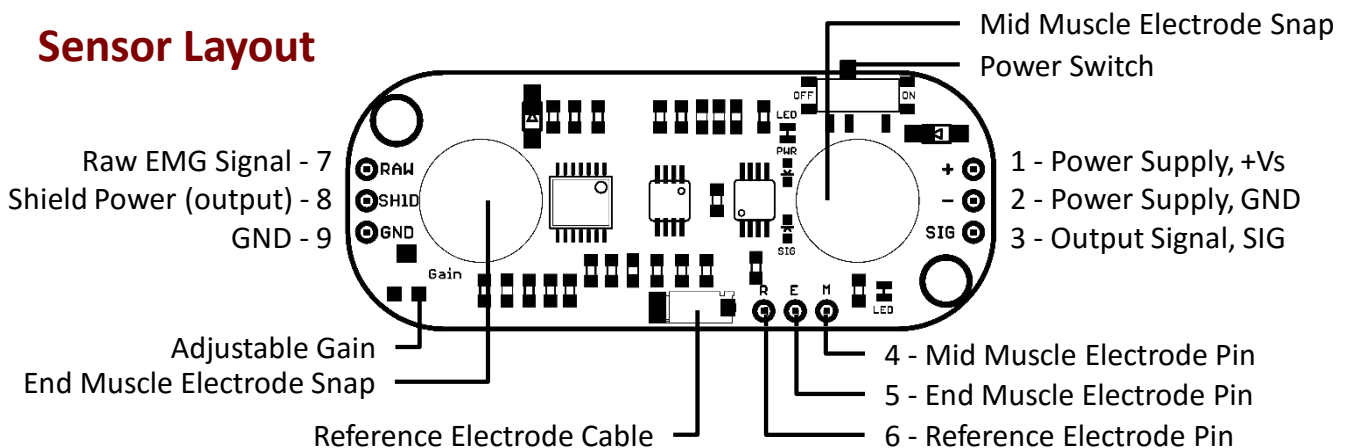 Sensor Layout
Mid Muscle Electrode Snap
Power Switch
OFF
ON
LED
PWR
Raw EMG Signal - 7
RAW
+
1 - Power Supply, +Vs
Shield Power (output) - 8
SHID
-
2 - Power Supply, GND
GND - 9
GND
SIG
3 - Output Signal, SIG
SIG
Gain
R
E
M
LED
Adjustable Gain
4 - Mid Muscle Electrode Pin
End Muscle Electrode Snap
5 - End Muscle Electrode Pin
Reference Electrode Cable
6 - Reference Electrode Pin